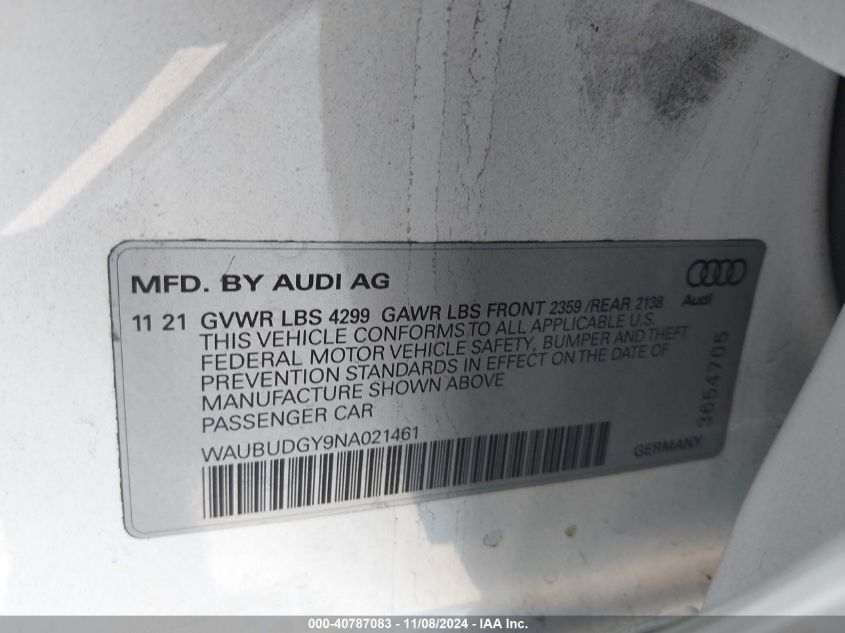 MFD. BY AUDI AG
Audi
11 21 GVWR LBS 4299 GAWR LBS FRONT 2359 /REAR 2138
THIS VEHICLE CONFORMS TO ALL APPLICABLE U.S.
FEDERAL MOTOR VEHICLE SAFETY, BUMPER AND THEFT
PREVENTION STANDARDS IN EFFECT ON THE DATE OF
MANUFACTURE SHOWN ABOVE
PASSENGER CAR
WAUBUDGY9NA021461
GERMANY
3654705
000-40787083 - 11/08/2024 - IAA Inc.